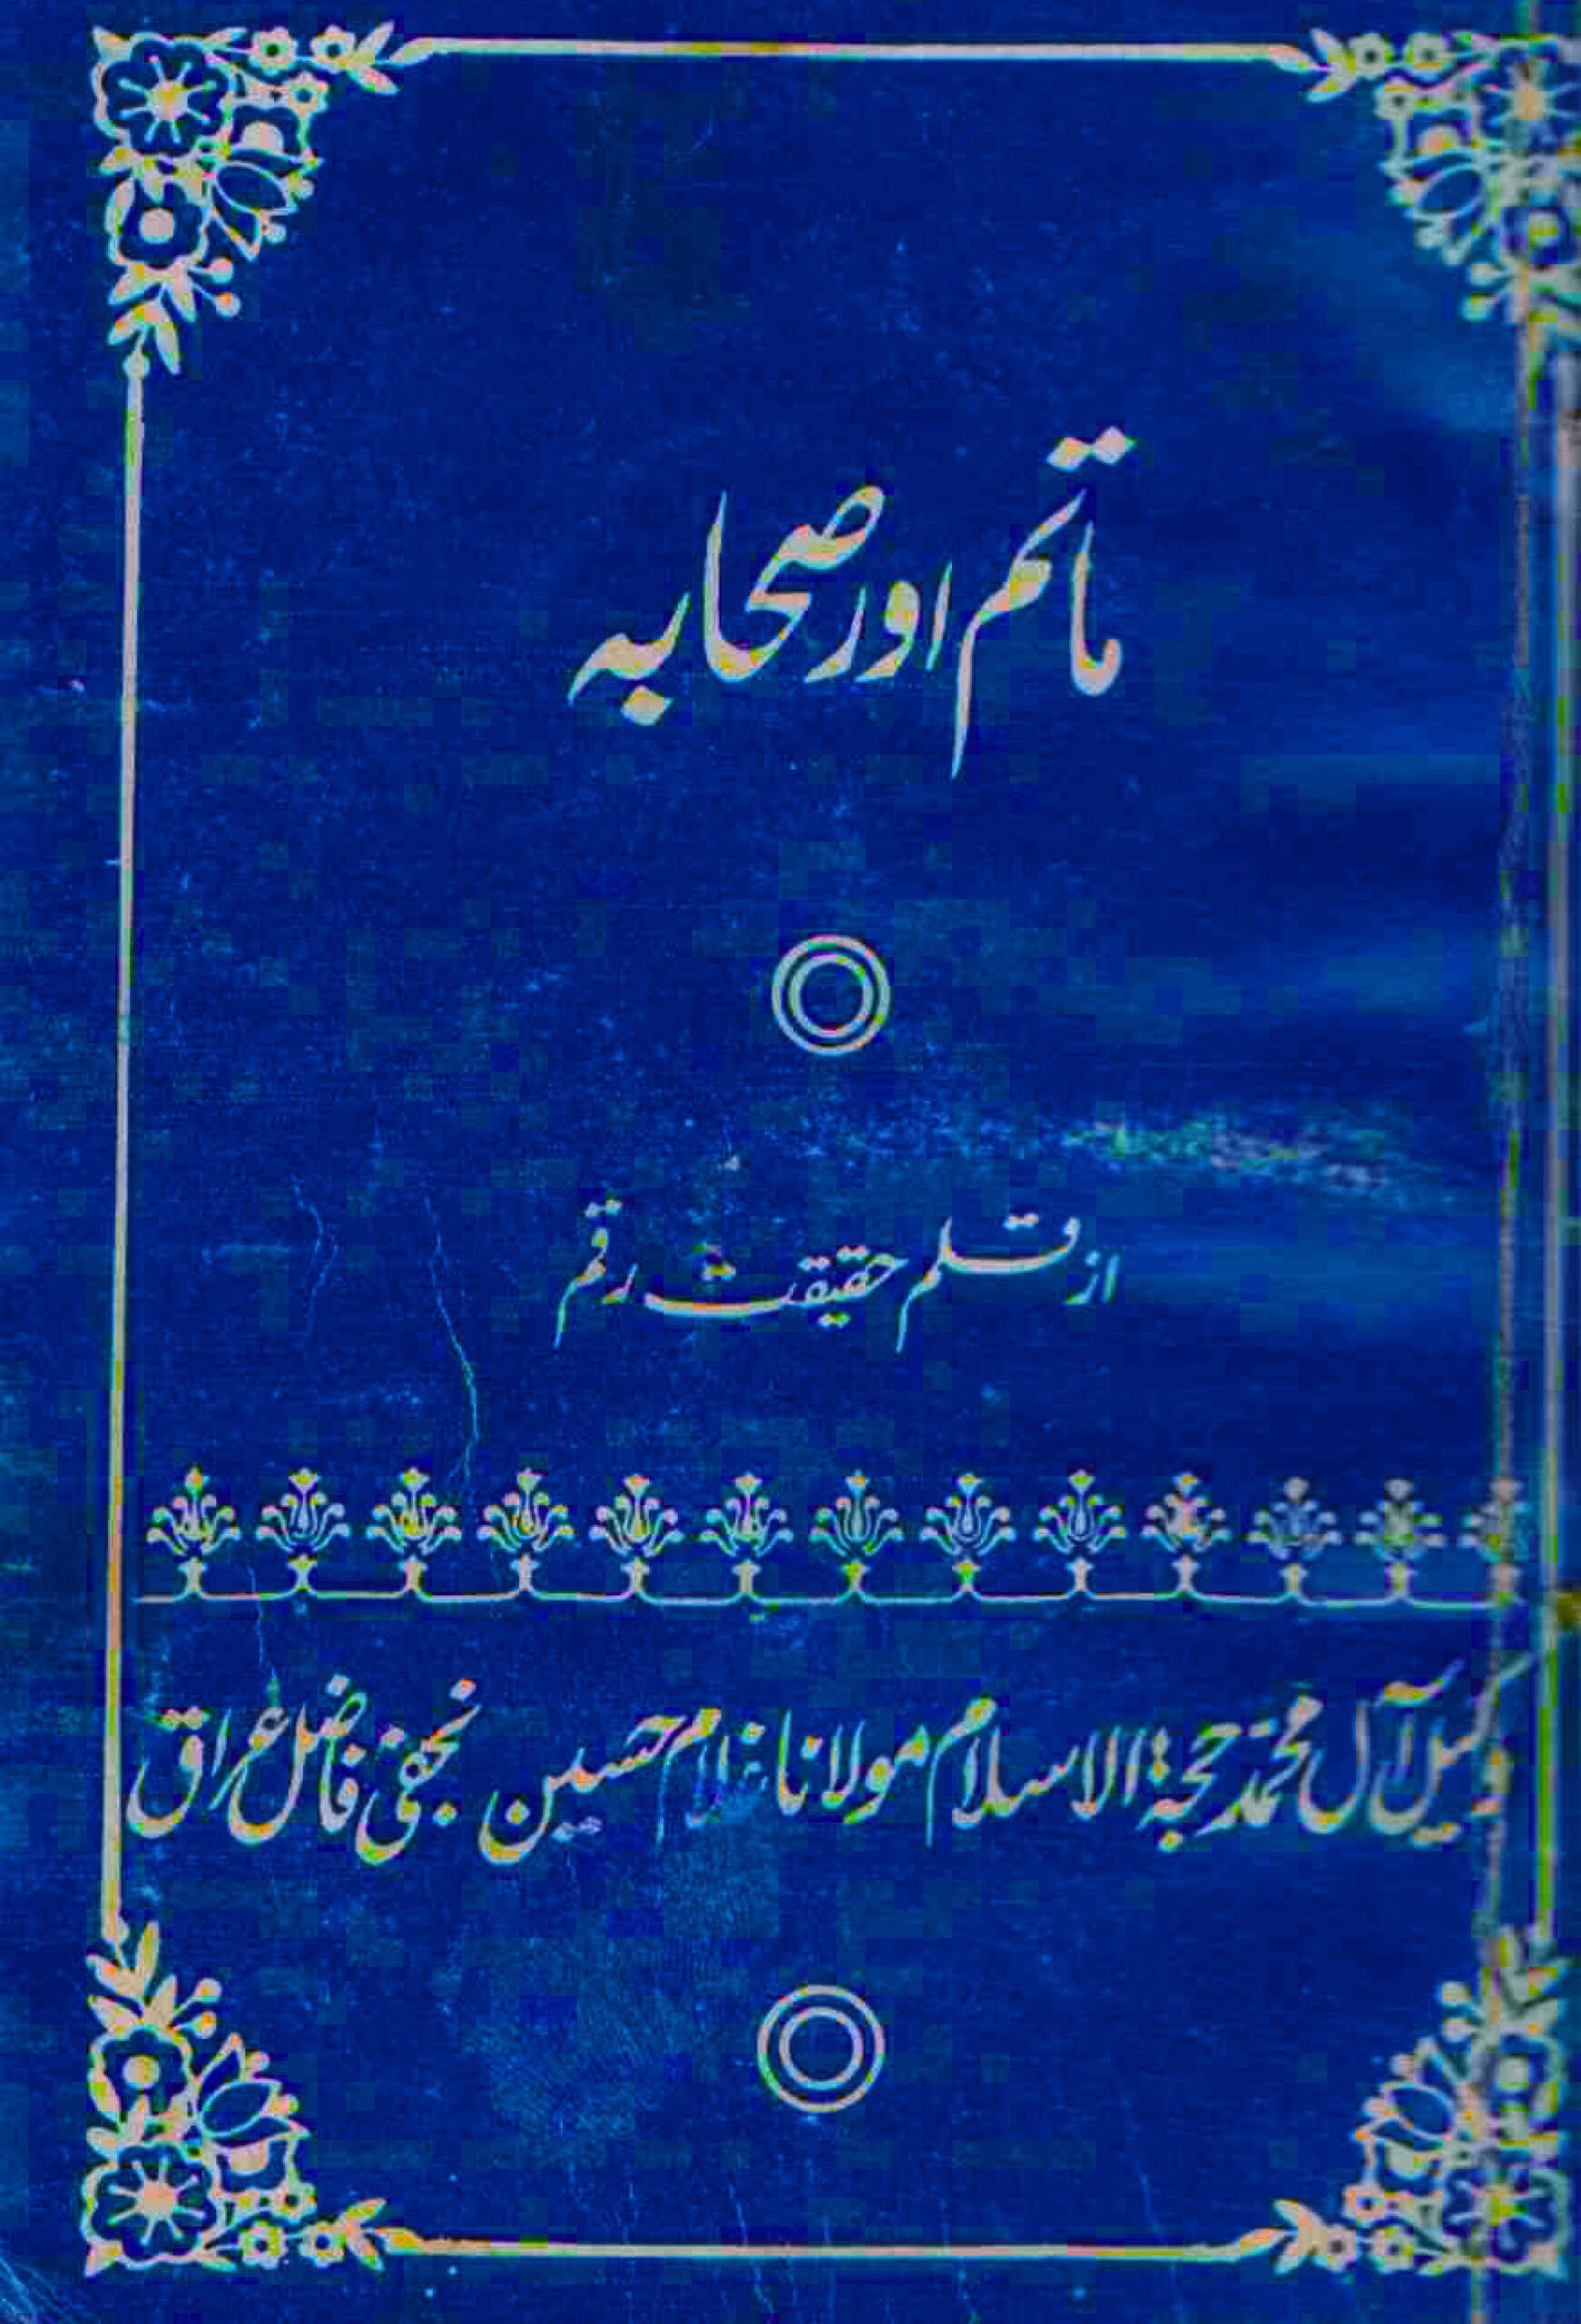 ماتم اور صحابہ
از قلم حقیقت رقم
وکیل آل محمد حجۃ الاسلام مولانا غلام حسین نجفی فاضل عراق